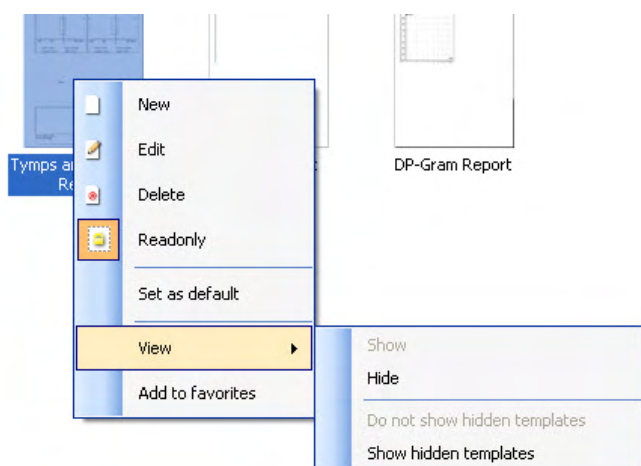 New
Edit
Tymps
DP-Gram Report
Delete
Readonly
Set as default
View
Show
Hide
Add to favorites
Do not show hidden templates
Show hidden templates